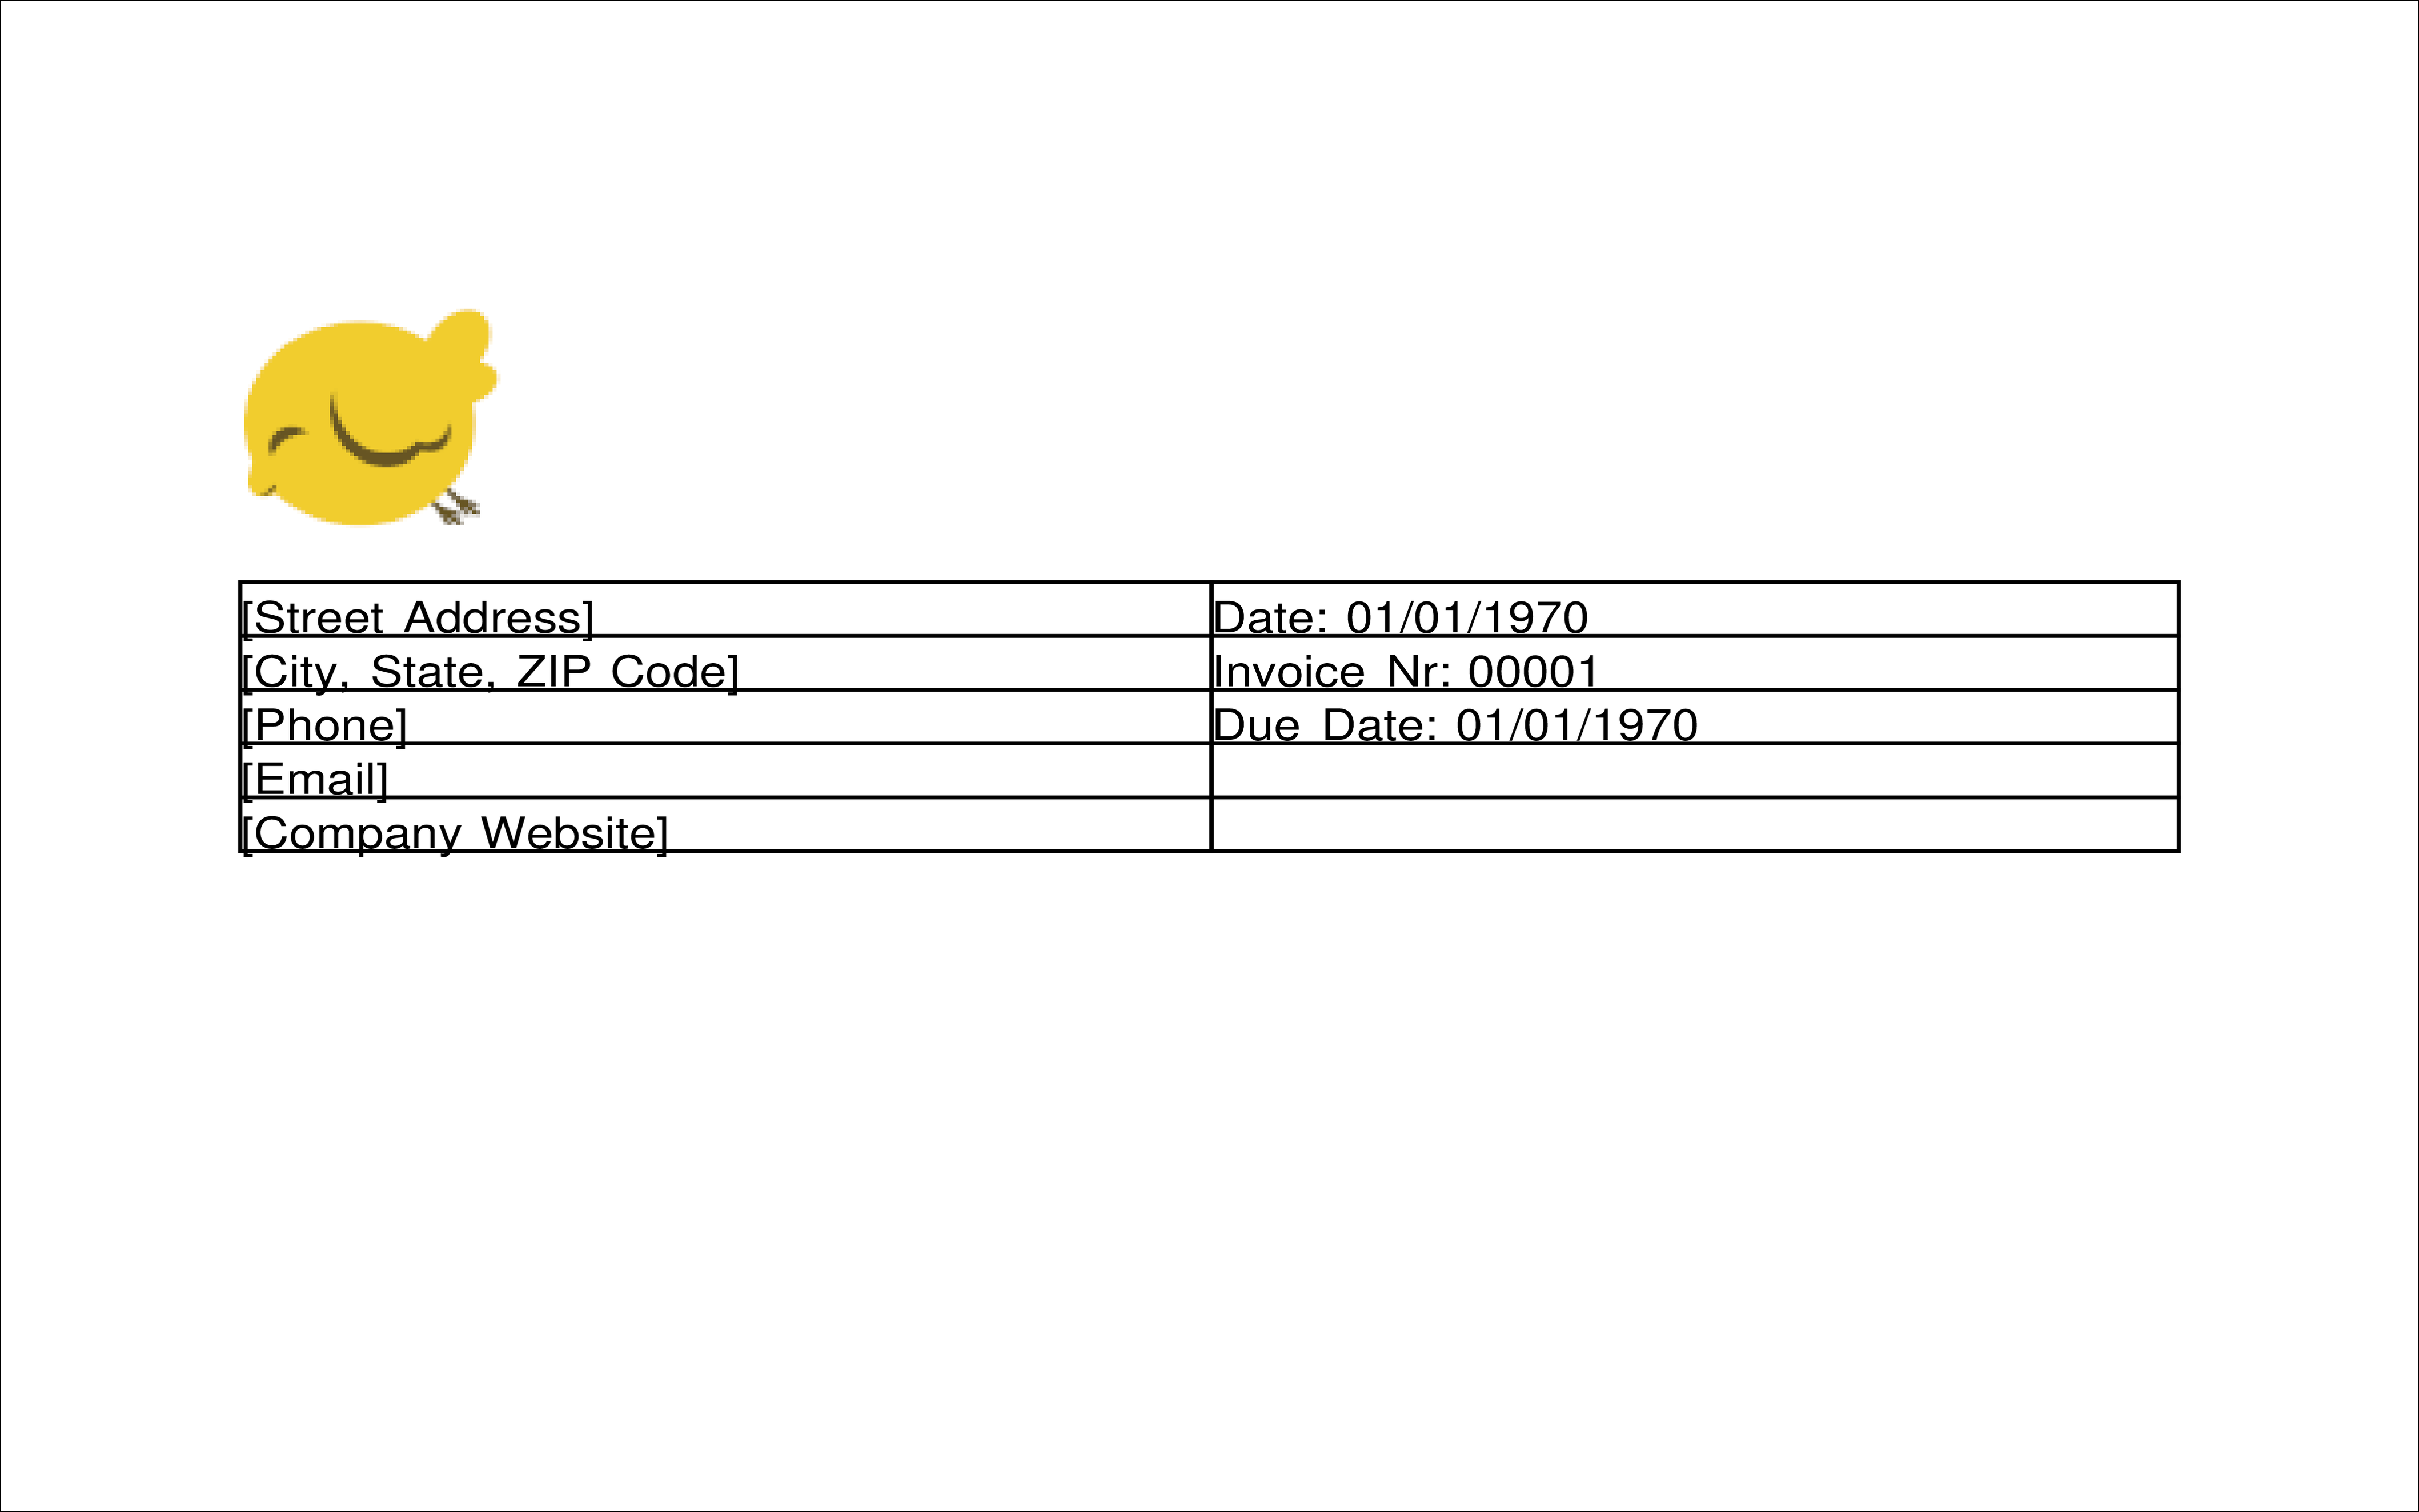 [Street Address] Date: 01/01/1970
[City, State, ZIP Code] Invoice Nr: 00001
[Phone] Due Date: 01/01/1970
[Email]
[Company Website]